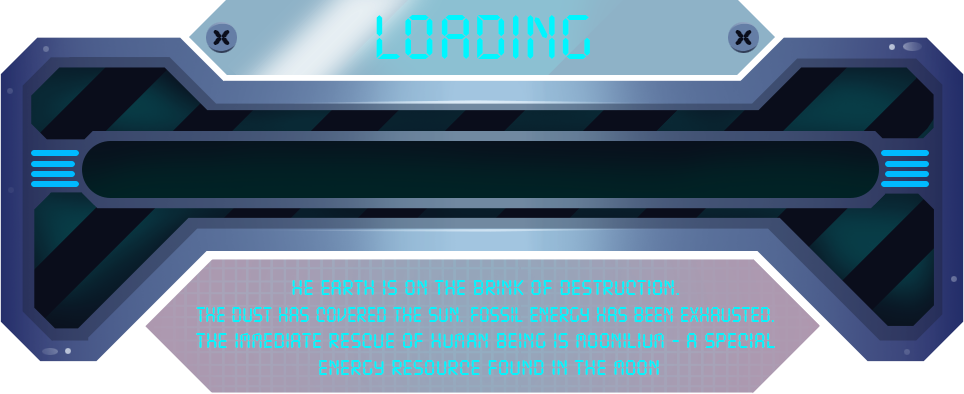 LOADING
HE EARTH IS ON THE BRINK OF DESTRUCTION.
THE DUST HAS COVERED THE SUN. FOSSIL ENERGY HAS BEEN EXHAUSTED.
THE IMMEDIATE RESCUE OF HUMAN BEING IS MOONILIUM - A SPECIAL
ENERGY RESOURCE FOUND IN THE MOON